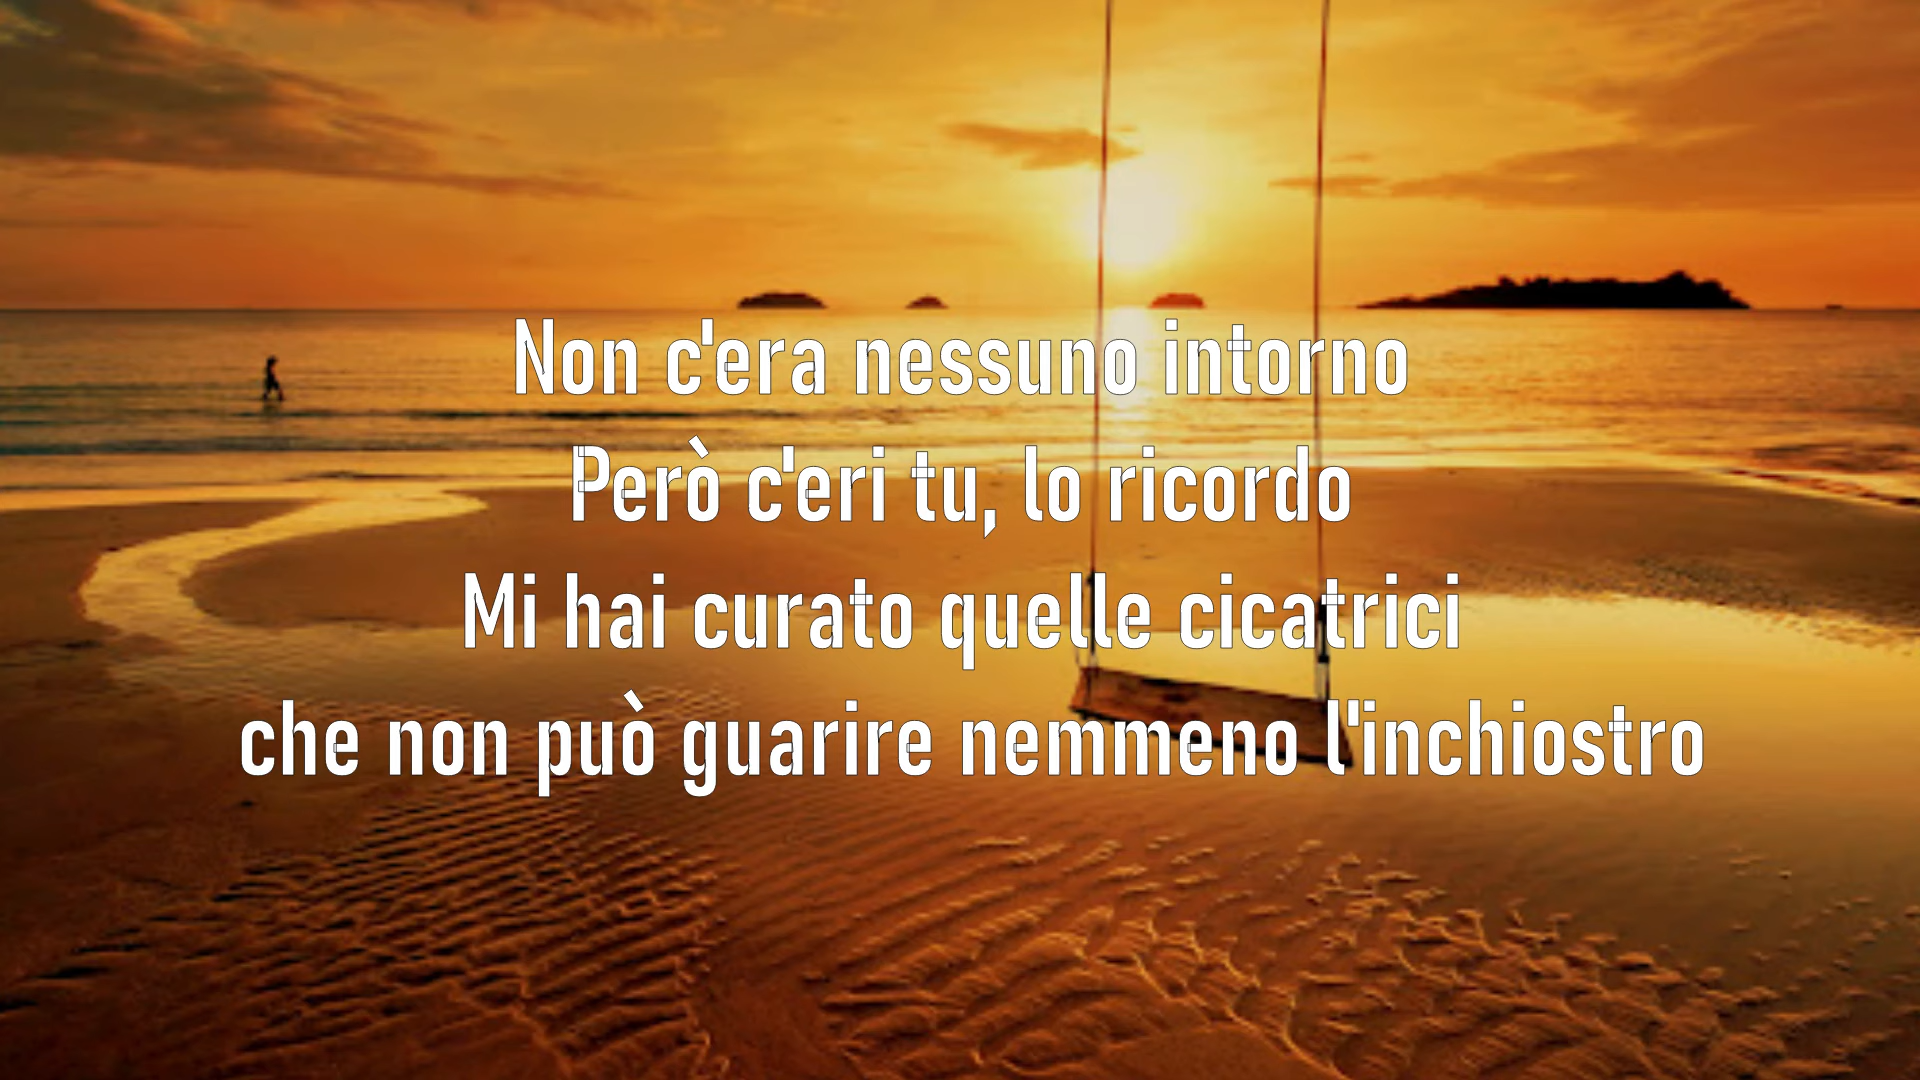 Non c'era nessuno intorno
Però c'eri tu, lo ricordo
Mi hai curato quelle cicatrici
che non può guarire nemmeno l'inchiostro